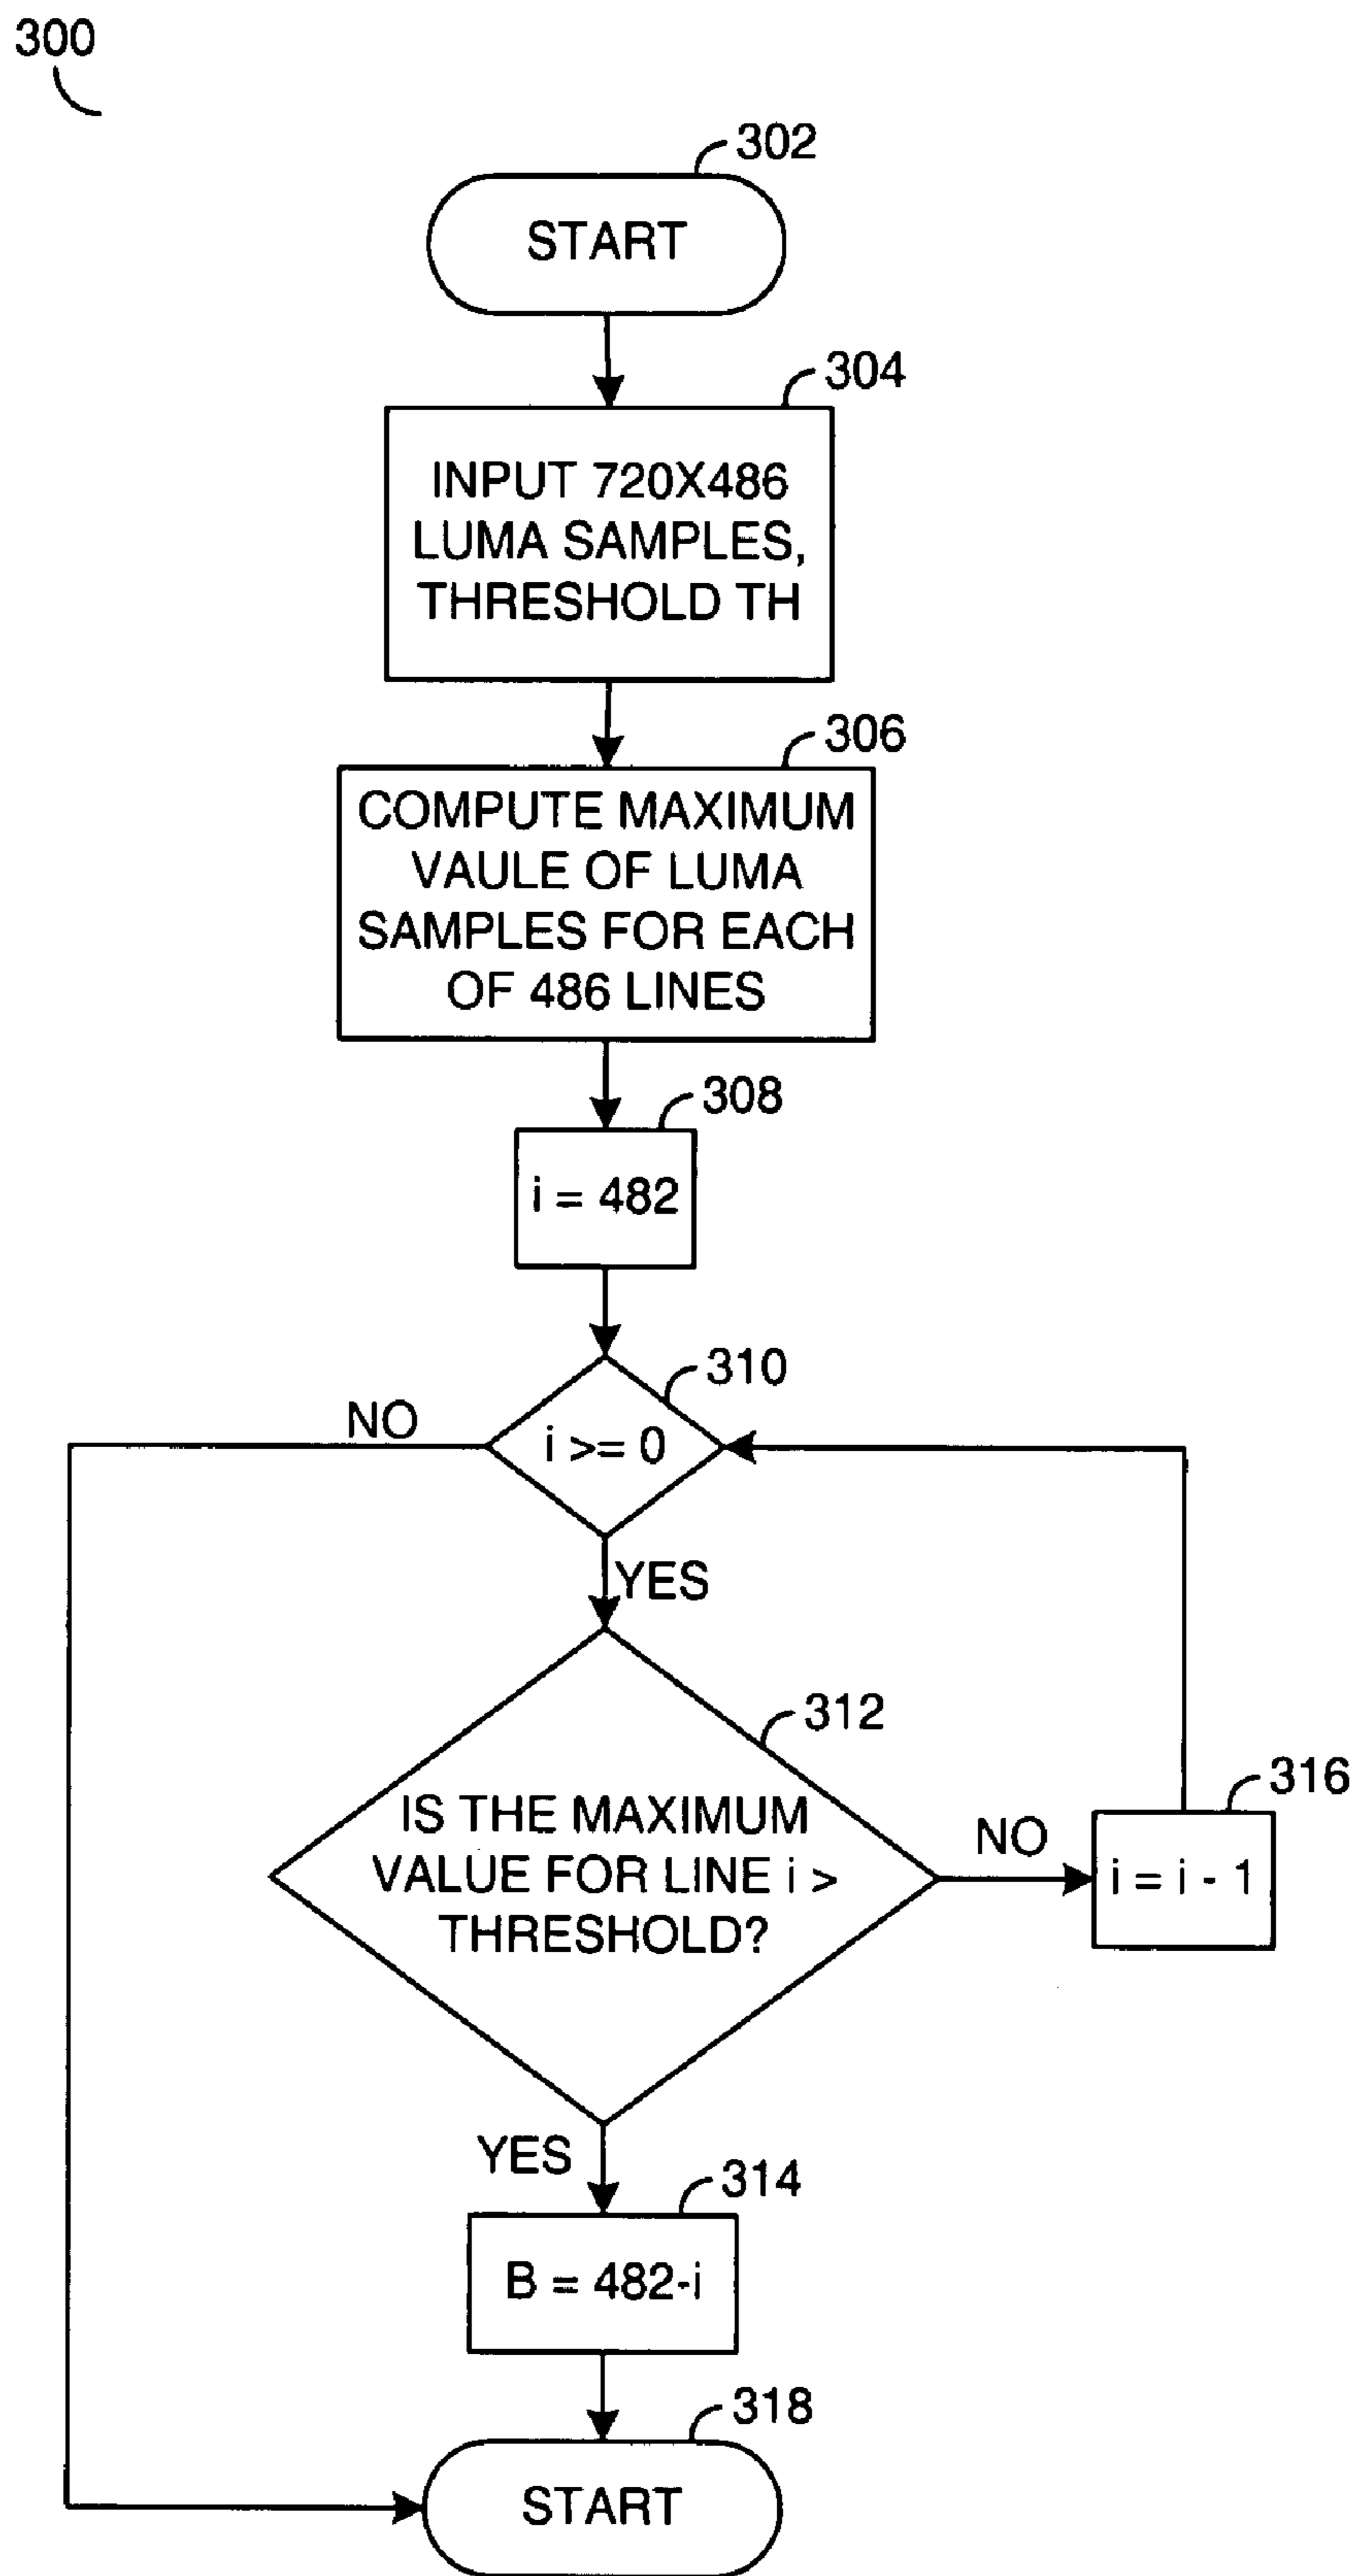 300
302
START
304
INPUT 720X486
LUMA SAMPLES,
THRESHOLD TH
306
COMPUTE MAXIMUM
VAULE OF LUMA
SAMPLES FOR EACH
OF 486 LINES
308
i = 482
310
NO
i >= 0
YES
312
IS THE MAXIMUM
VALUE FOR LINE i >
THRESHOLD?
NO
316
i = i - 1
YES
314
B = 482-i
318
START